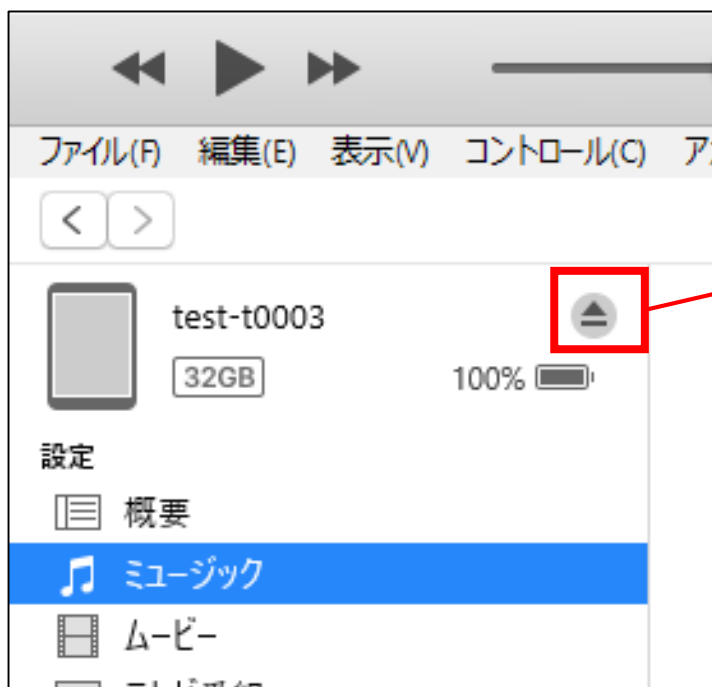 ファイル(F) 編集(E) 表示(V) コントロール(C)
test-t0003
32GB 100%
設定
概要
ミュージック
ムービー